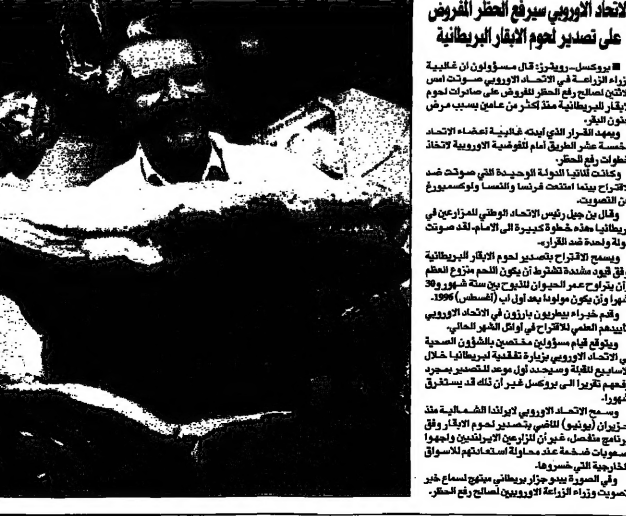 الاتحاد الاوروبي سيرفع الحظر المفروض
على تصدير لحوم الابقار البريطانية
■ بروكسل ـ رويترز: قال مسؤولون ان غالبية
وزراء الزراعة في الاتحاد الاوروبي صوتت امس
الاثنين لصالح رفع الحظر المفروض على صادرات لحوم
الابقار البريطانية منذ اكثر من عامين بسبب مرض
جنون البقر.
ويمهد القرار الذي ايدته غالبية اعضاء الاتحاد
الخمسة عشر الطريق امام المفوضية الاوروبية لاتخاذ
خطوات رفع الحظر.
وكانت المانيا الدولة الوحيدة التي صوتت ضد
الاقتراح بينما امتنعت فرنسا والنمسا ولوكسمبورغ
عن التصويت.
وقال بن جيل رئيس الاتحاد الوطني للمزارعين في
بريطانيا «هذه خطوة كبيرة الى الامام. لقد صوتت
دولة واحدة ضد القرار».
ويسمح الاقتراح بتصدير لحوم الابقار البريطانية
وفق قيود مشددة تشترط أن يكون اللحم منزوع العظم
وأن يتراوح عمر الحيوان المذبوح بين ستة شهور و30
شهرا وأن يكون مولودا بعد أول اب (أغسطس) 1996.
وقدم خبراء بيطريون بارزون في الاتحاد الاوروبي
تأييدهم العلمي للاقتراح في أوائل الشهر الحالي.
ويتوقع قيام مسؤولين مختصين بالشؤون الصحية
في الاتحاد الاوروبي بزيارة تفقدية لبريطانيا خلال
الاسابيع المقبلة وسيحدد أول موعد للتصدير بمجرد
رفعهم تقريرا الى بروكسل غير أن ذلك قد يستغرق
شهورا.
وسمح الاتحاد الاوروبي لايرلندا الشمالية منذ
حزيران (يونيو) الماضي بتصدير لحوم الابقار وفق
برنامج منفصل، غير أن المزارعين الايرلنديين واجهوا
صعوبات ضخمة عند محاولة استعادتهم للاسواق
الخارجية التي خسروها.
وفي الصورة يبدو جزار بريطاني مبتهج لسماع خبر
تصويت وزراء الزراعة الاوروبيين لصالح رفع الحظر.